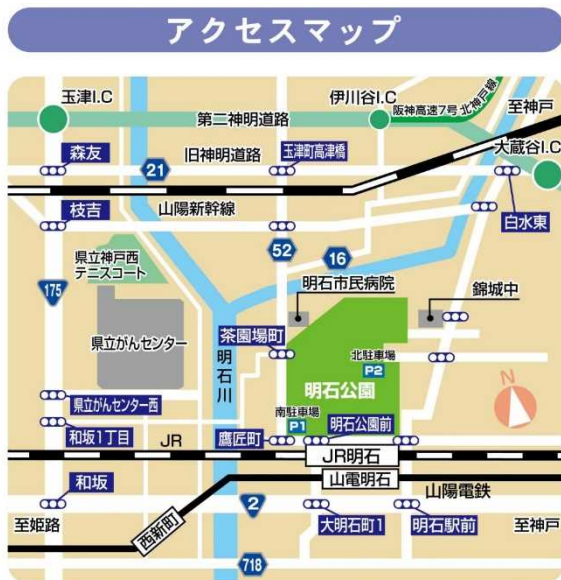 アクセスマップ
玉津I.C
第二神明道路
伊川谷I.C
阪神高速7号 北神戸線
至神戸
大蔵谷I.C
森友
21
旧神明道路
玉津町高津橋
枝吉
山陽新幹線
白水東
52
16
県立神戸西
テニスコート
175
明石市民病院
錦城中
県立がんセンター
茶園場町
明石川
北駐車場
P2
明石公園
N
県立がんセンター西
南駐車場
P1
和坂1丁目
JR
鷹匠町
明石公園前
JR明石
山電明石
山陽電鉄
和坂
2
至姫路
西新町
大明石町1
明石駅前
至神戸
718